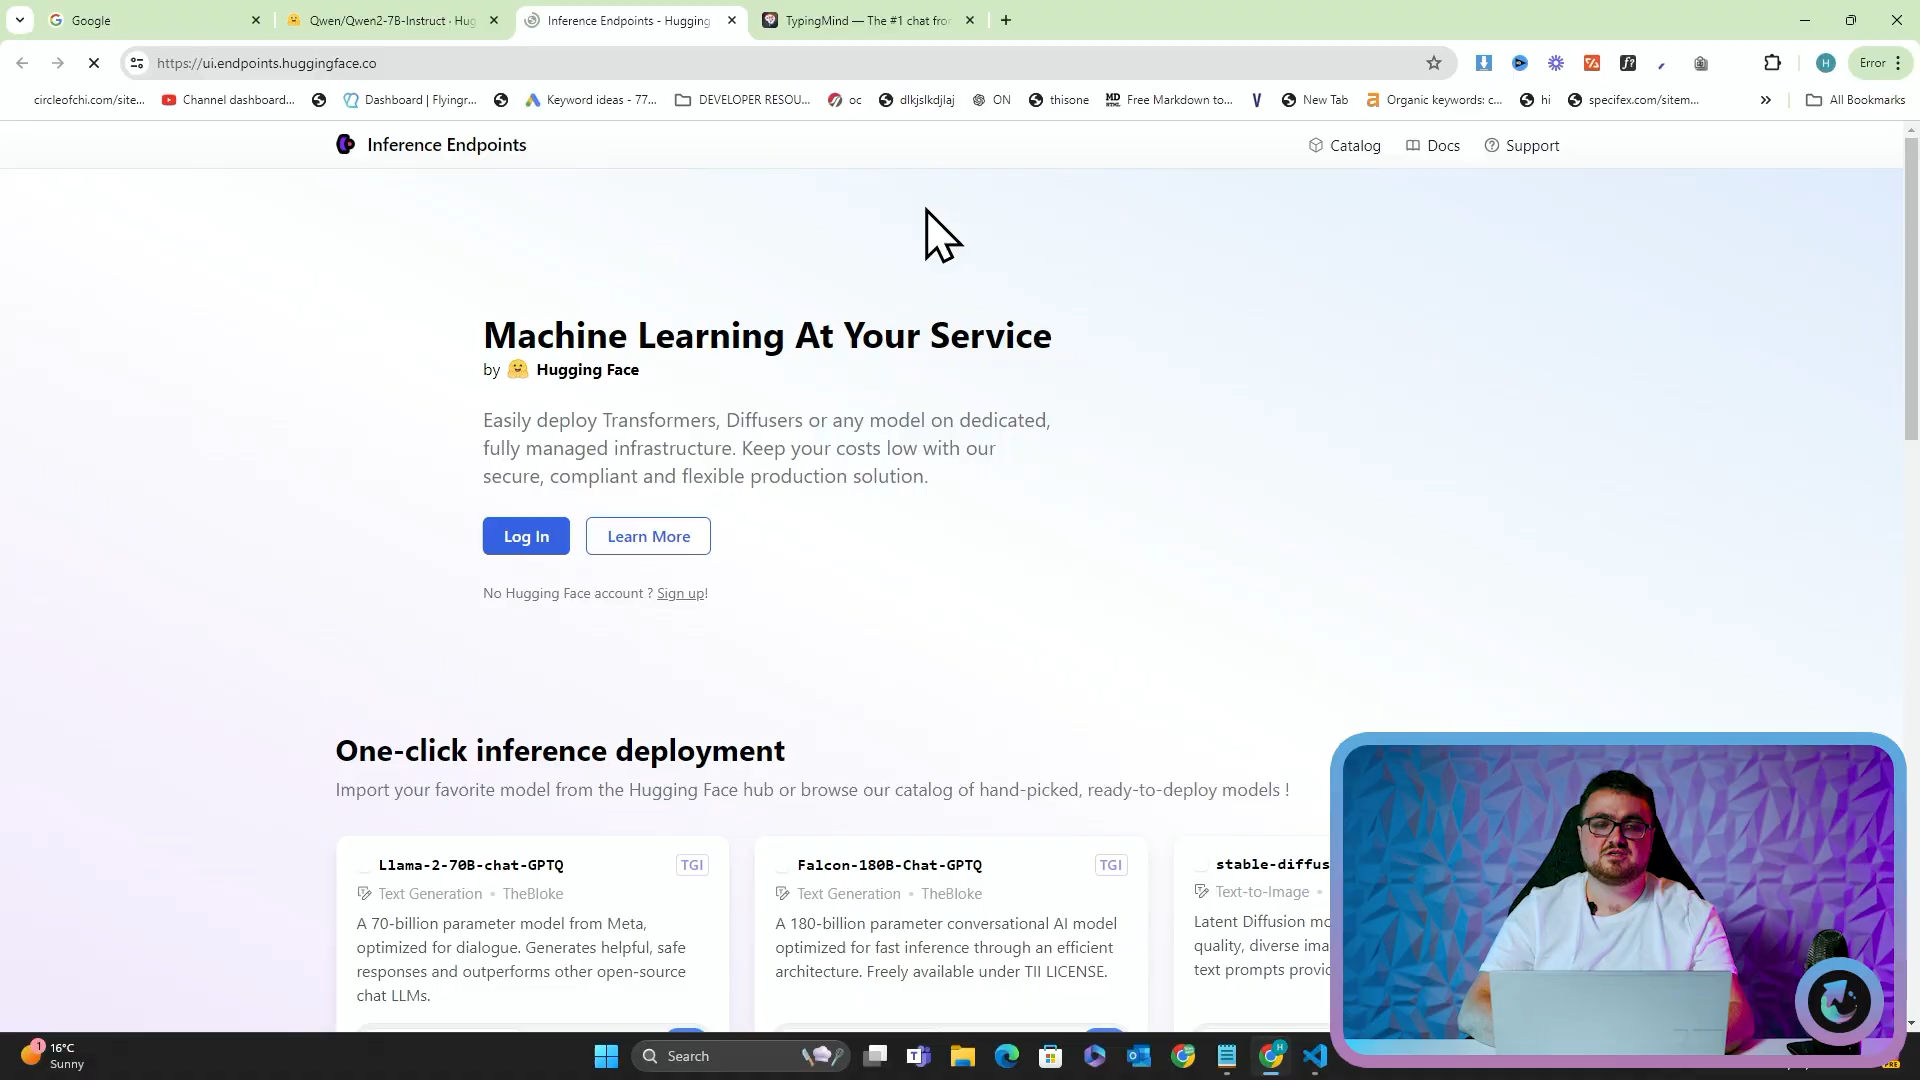 Google
Qwen/Qwen2-7B-Instruct · Hug
Inference Endpoints - Hugging
TypingMind — The #1 chat fron
https://ui.endpoints.huggingface.co
H
Error
circleofchi.com/site...
Channel dashboard...
Dashboard | Flyingr...
Keyword ideas - 77...
DEVELOPER RESOU...
oc
dlkjslkdjlaj
ON
thisone
Free Markdown to...
New Tab
Organic keywords: c...
hi
specifex.com/sitem...
All Bookmarks
Inference Endpoints
Catalog
Docs
Support
Machine Learning At Your Service
by Hugging Face
Easily deploy Transformers, Diffusers or any model on dedicated,
fully managed infrastructure. Keep your costs low with our
secure, compliant and flexible production solution.
Log In
Learn More
No Hugging Face account ? Sign up!
One-click inference deployment
Import your favorite model from the Hugging Face hub or browse our catalog of hand-picked, ready-to-deploy models !
Llama-2-70B-chat-GPTQ
TGI
Text Generation • TheBloke
A 70-billion parameter model from Meta,
optimized for dialogue. Generates helpful, safe
responses and outperforms other open-source
chat LLMs.
Falcon-180B-Chat-GPTQ
TGI
Text Generation • TheBloke
A 180-billion parameter conversational AI model
optimized for fast inference through an efficient
architecture. Freely available under TII LICENSE.
stable-diffus
Text-to-Image •
Latent Diffusion mo
quality, diverse ima
text prompts provid
1
16°C
Sunny
Search
PRE